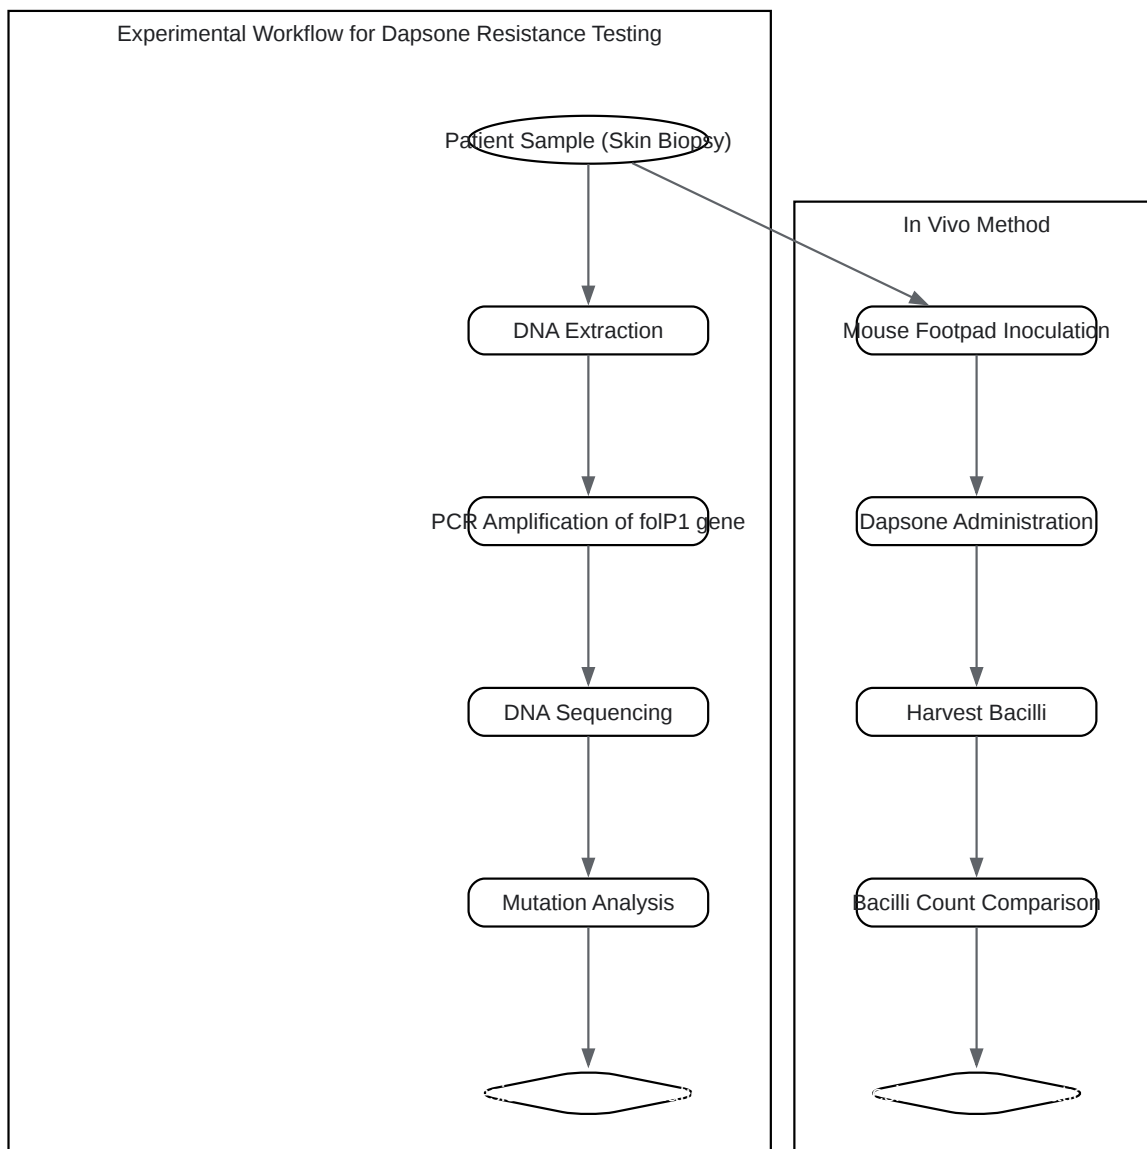 Experimental Workflow for Dapsone Resistance Testing
Patient Sample (Skin Biopsy)
In Vivo Method
DNA Extraction
Mouse Footpad Inoculation
PCR Amplification of folP1 gene
Dapsone Administration
DNA Sequencing
Harvest Bacilli
Mutation Analysis
Bacilli Count Comparison